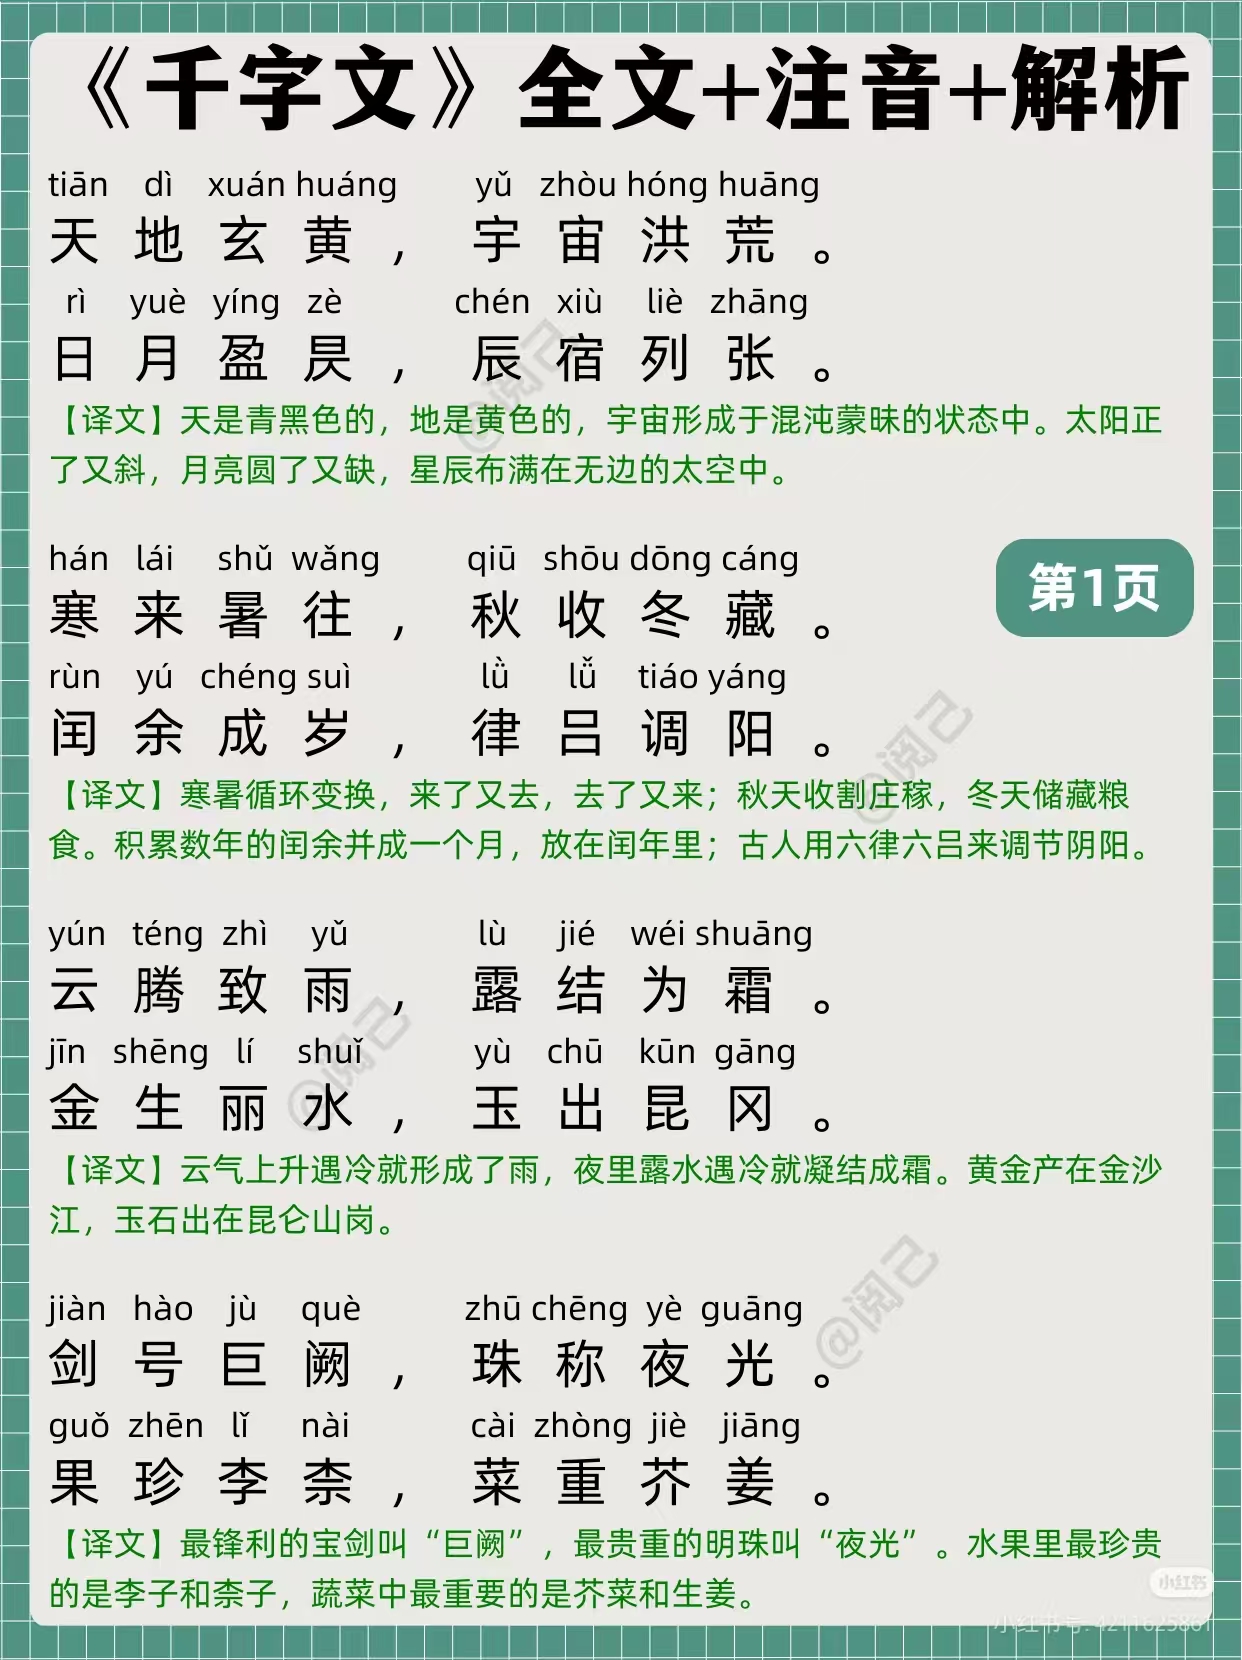 《千字文》全文+注音+解析
tiān dì xuán huáng yǔ zhòu hóng huāng
天 地 玄 黄 ， 宇 宙 洪 荒 。
rì yuè yíng zè chén xiù liè zhāng
日 月 盈 昃 ， 辰 宿 列 张 。
【译文】天是青黑色的，地是黄色的，宇宙形成于混沌蒙昧的状态中。太阳正
了又斜，月亮圆了又缺，星辰布满在无边的太空中。
hán lái shǔ wǎng qiū shōu dōng cáng
寒 来 暑 往 ， 秋 收 冬 藏 。
第1页
rùn yú chéng suì lǜ lǚ tiáo yáng
闰 余 成 岁 ， 律 吕 调 阳 。
【译文】寒暑循环变换，来了又去，去了又来；秋天收割庄稼，冬天储藏粮
食。积累数年的闰余并成一个月，放在闰年里；古人用六律六吕来调节阴阳。
yún téng zhì yǔ lù jié wéi shuāng
云 腾 致 雨 ， 露 结 为 霜 。
jīn shēng lí shuǐ yù chū kūn gāng
金 生 丽 水 ， 玉 出 昆 冈 。
【译文】云气上升遇冷就形成了雨，夜里露水遇冷就凝结成霜。黄金产在金沙
江，玉石出在昆仑山岗。
jiàn hào jù què zhū chēng yè guāng
剑 号 巨 阙 ， 珠 称 夜 光 。
guǒ zhēn lǐ nài cài zhòng jiè jiāng
果 珍 李 柰 ， 菜 重 芥 姜 。
【译文】最锋利的宝剑叫“巨阙”，最贵重的明珠叫“夜光”。水果里最珍贵
的是李子和柰子，蔬菜中最重要的是芥菜和生姜。
@阅己
@阅己
@阅己
@阅己
小红书
小红书号: 4211625861